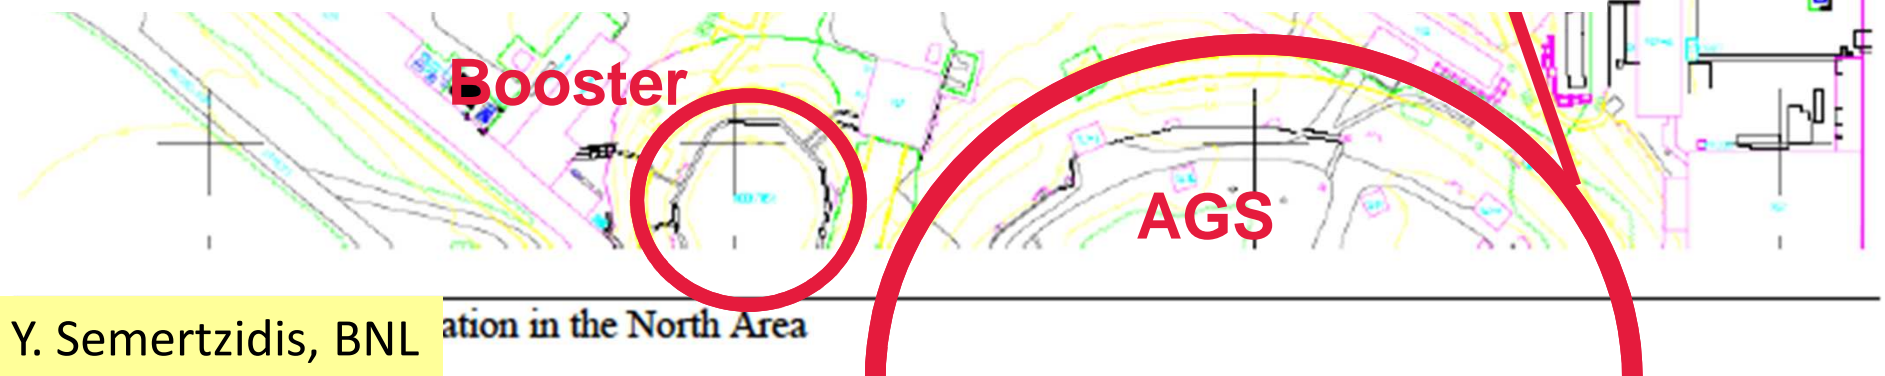 Booster
AGS
ation in the North Area
Y. Semertzidis, BNL